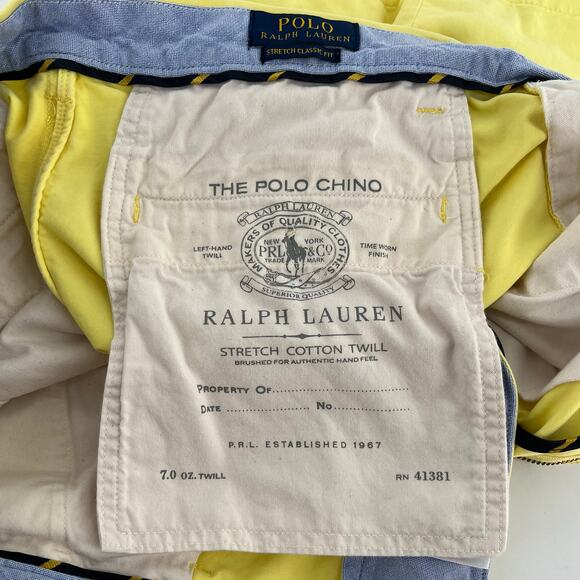 POLO
RALPH LAUREN
STRETCH CLASSIC FIT
THE POLO CHINO
RALPH LAUREN
MAKERS OF QUALITY CLOTHES
LEFT-HAND
TWILL
NEW YORK
PRL &Co
TRADE MARK
TIME WORN
FINISH
SUPERIOR QUALITY
RALPH LAUREN
STRETCH COTTON TWILL
BRUSHED FOR AUTHENTIC HAND FEEL
PROPERTY OF
DATE No.
P.R.L. ESTABLISHED 1967
7.0 OZ. TWILL RN 41381